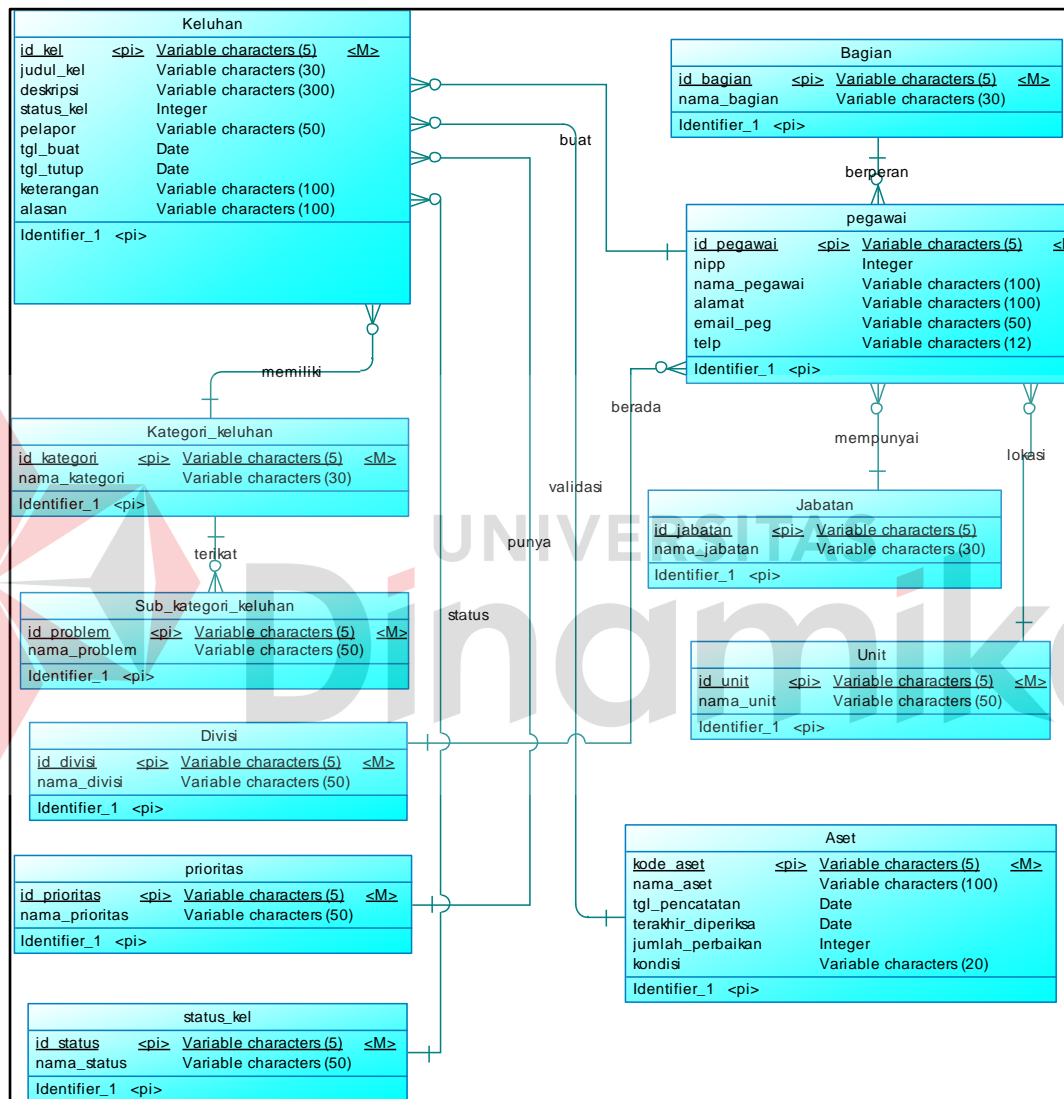 Keluhan
id_kel <pi> Variable characters (5) <M>
judul_kel Variable characters (30)
deskripsi Variable characters (300)
status_kel Integer
pelapor Variable characters (50)
tgl_buat Date
tgl_tutup Date
keterangan Variable characters (100)
alasan Variable characters (100)
Identifier_1 <pi>
Bagian
id_bagian <pi> Variable characters (5) <M>
nama_bagian Variable characters (30)
Identifier_1 <pi>
buat
berperan
pegawai
id_pegawai <pi> Variable characters (5)
nipp Integer
nama_pegawai Variable characters (100)
alamat Variable characters (100)
email_peg Variable characters (50)
telp Variable characters (12)
Identifier_1 <pi>
memiliki
berada
mempunyai
lokasi
Kategori_keluhan
id_kategori <pi> Variable characters (5) <M>
nama_kategori Variable characters (30)
Identifier_1 <pi>
validasi
Jabatan
id_jabatan <pi> Variable characters (5)
nama_jabatan Variable characters (30)
Identifier_1 <pi>
UNIVERSITAS
Dinamika
terikat
punya
Sub_kategori_keluhan
id_problem <pi> Variable characters (5) <M>
nama_problem Variable characters (50)
Identifier_1 <pi>
status
Unit
id_unit <pi> Variable characters (5) <M>
nama_unit Variable characters (50)
Identifier_1 <pi>
Divisi
id_divisi <pi> Variable characters (5) <M>
nama_divisi Variable characters (50)
Identifier_1 <pi>
prioritas
id_prioritas <pi> Variable characters (5) <M>
nama_prioritas Variable characters (50)
Identifier_1 <pi>
Aset
kode_aset <pi> Variable characters (5) <M>
nama_aset Variable characters (100)
tgl_pencatatan Date
terakhir_diperiksa Date
jumlah_perbaikan Integer
kondisi Variable characters (20)
Identifier_1 <pi>
status_kel
id_status <pi> Variable characters (5) <M>
nama_status Variable characters (50)
Identifier_1 <pi>